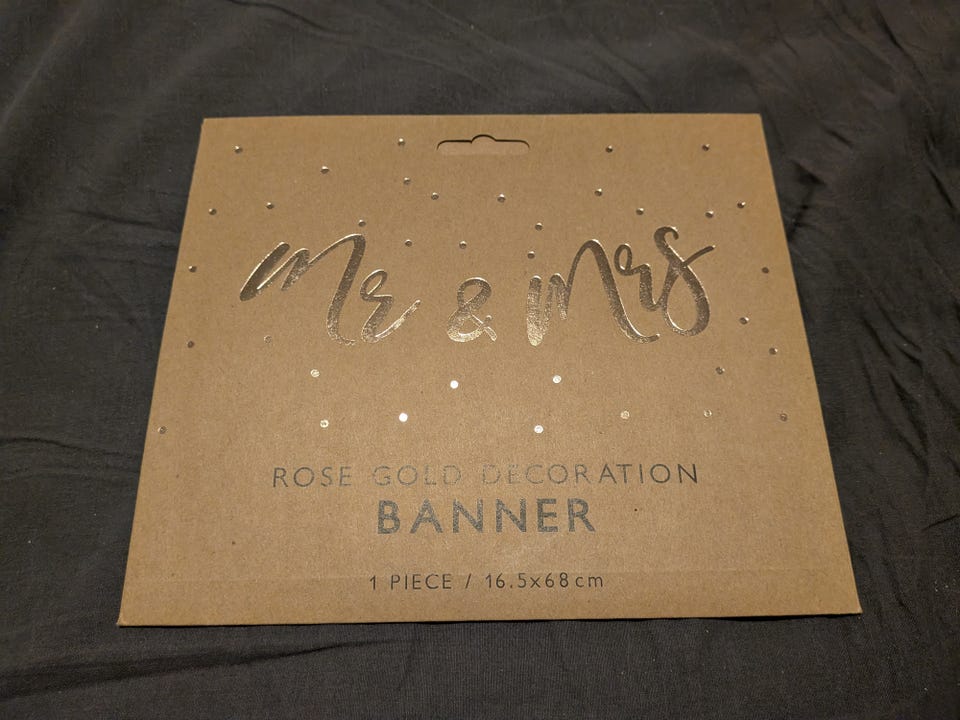 Mr & Mrs
ROSE GOLD DECORATION
BANNER
1 PIECE / 16.5x68cm